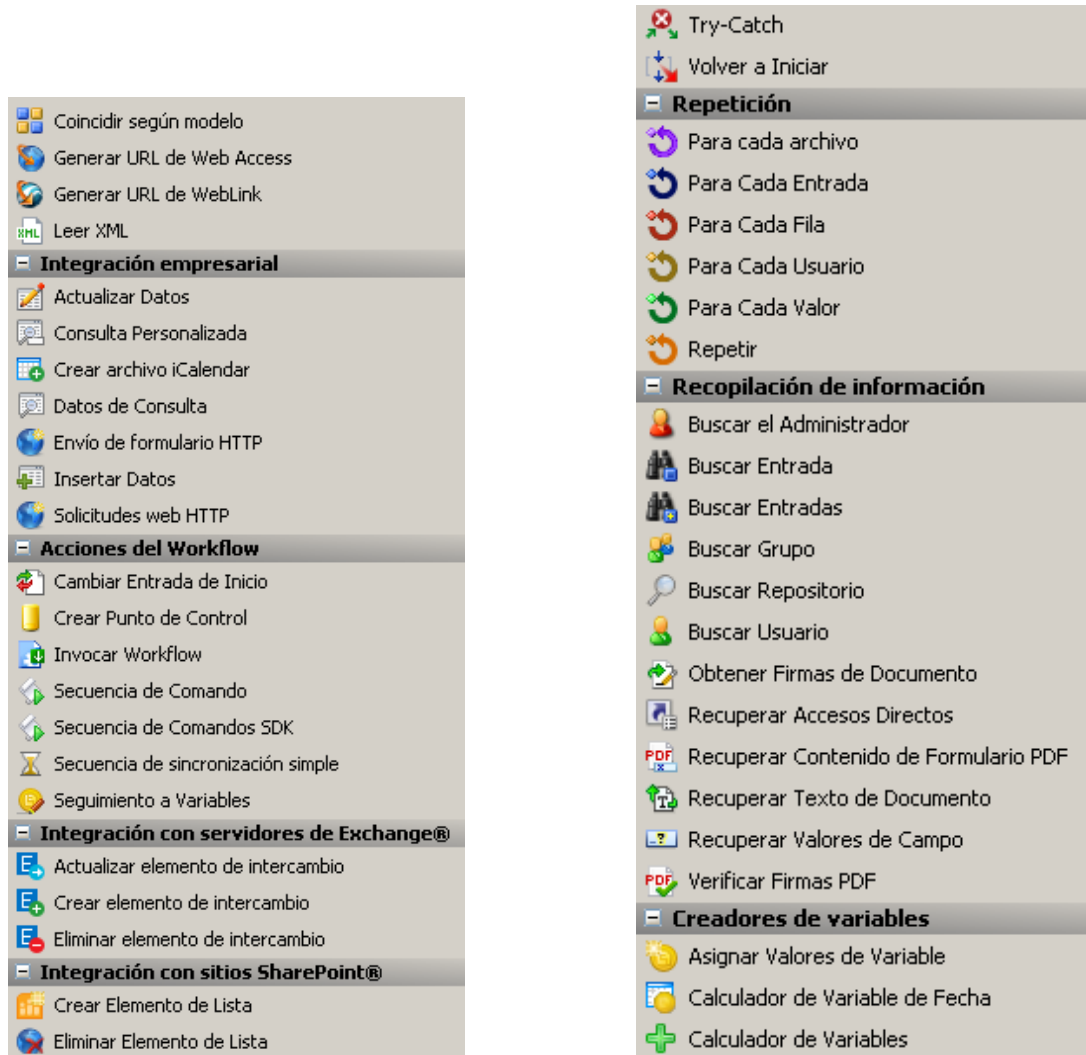 Coincidir según modelo
Generar URL de Web Access
Generar URL de WebLink
XML Leer XML
Integración empresarial
Actualizar Datos
Consulta Personalizada
Crear archivo iCalendar
Datos de Consulta
Envío de formulario HTTP
Insertar Datos
Solicitudes web HTTP
Acciones del Workflow
Cambiar Entrada de Inicio
Crear Punto de Control
Invocar Workflow
Secuencia de Comando
Secuencia de Comandos SDK
Secuencia de sincronización simple
Seguimiento a Variables
Integración con servidores de Exchange®
E Actualizar elemento de intercambio
E Crear elemento de intercambio
E Eliminar elemento de intercambio
Integración con sitios SharePoint®
Crear Elemento de Lista
Eliminar Elemento de Lista
Try-Catch
Volver a Iniciar
Repetición
Para cada archivo
Para Cada Entrada
Para Cada Fila
Para Cada Usuario
Para Cada Valor
Repetir
Recopilación de información
Buscar el Administrador
Buscar Entrada
Buscar Entradas
Buscar Grupo
Buscar Repositorio
Buscar Usuario
Obtener Firmas de Documento
Recuperar Accesos Directos
PDF Recuperar Contenido de Formulario PDF
T Recuperar Texto de Documento
? Recuperar Valores de Campo
PDF Verificar Firmas PDF
Creadores de variables
Asignar Valores de Variable
Calculador de Variable de Fecha
Calculador de Variables